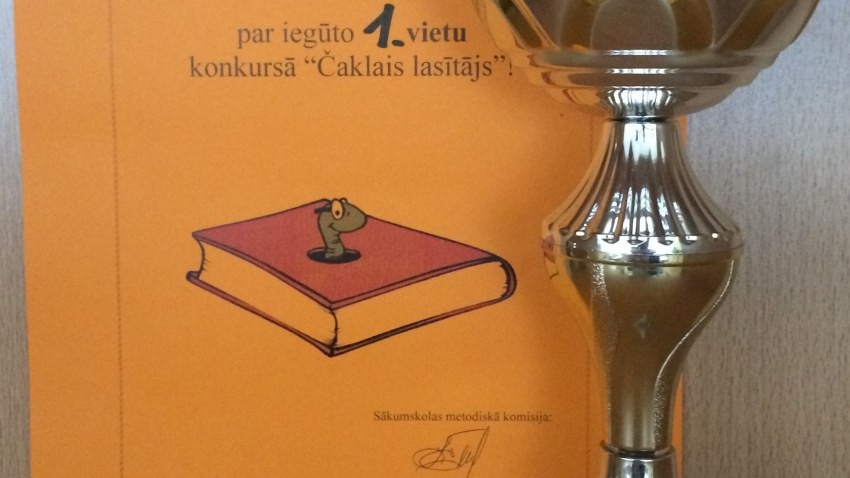 par iegūto 1. vietu
konkursā “Čaklais lasītājs”!
Sākumskolas metodiskā komisija: